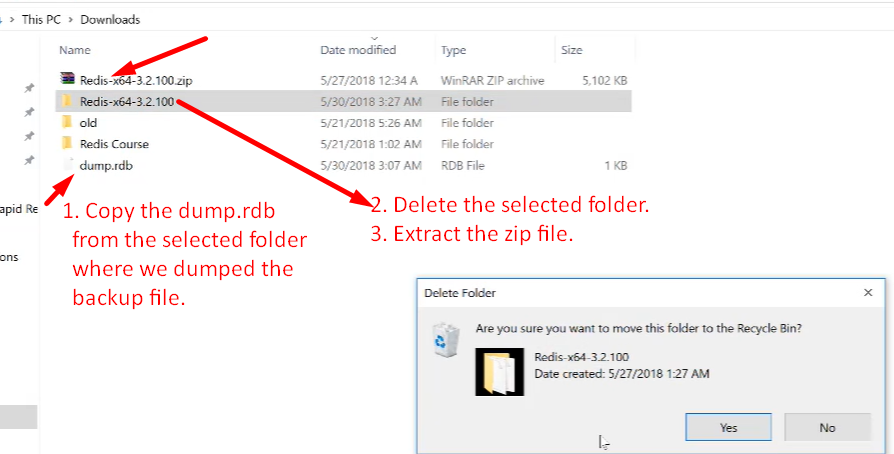 This PC > Downloads
Name Date modified Type Size
Redis-x64-3.2.100.zip 5/27/2018 12:34 A WinRAR ZIP archive 5,102 KB
Redis-x64-3.2.100 5/30/2018 3:27 AM File folder
old 5/21/2018 5:26 AM File folder
Redis Course 5/21/2018 1:02 AM File folder
dump.rdb 5/30/2018 3:07 AM RDB File 1 KB
apid Re
ons
1. Copy the dump.rdb
from the selected folder
where we dumped the
backup file.
2. Delete the selected folder.
3. Extract the zip file.
Delete Folder
Are you sure you want to move this folder to the Recycle Bin?
Redis-x64-3.2.100
Date created: 5/27/2018 1:27 AM
Yes No